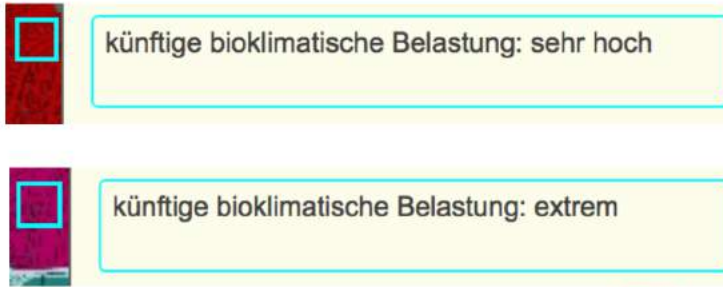 künftige bioklimatische Belastung: sehr hoch
künftige bioklimatische Belastung: extrem